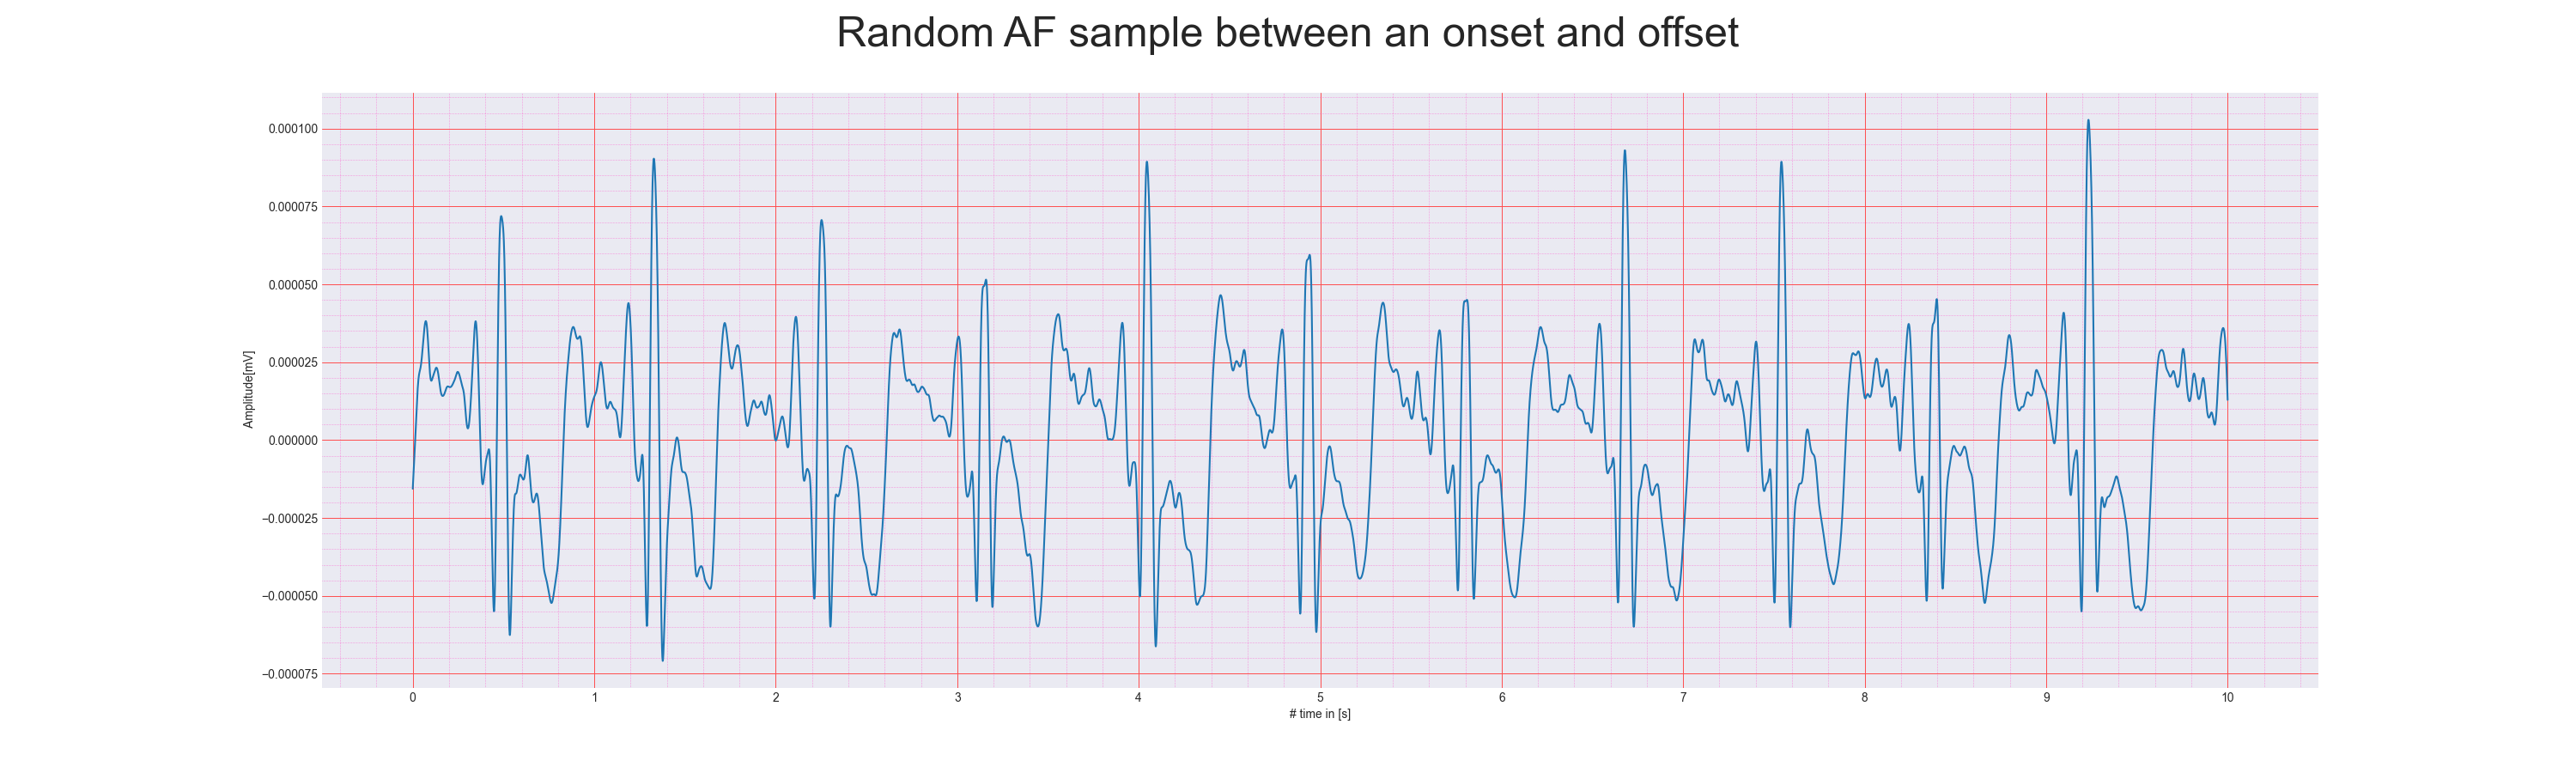 Random AF sample between an onset and offset
0.000100
0.000075
0.000050
0.000025
0.000000
−0.000025
−0.000050
−0.000075
Amplitude[mV]
0 1 2 3 4 5 6 7 8 9 10
# time in [s]